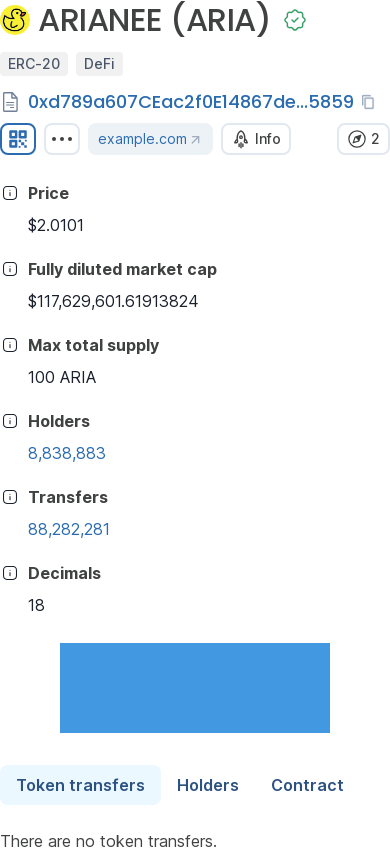 ARIANEE (ARIA)
ERC-20 DeFi
0xd789a607CEac2f0E14867de...5859
example.com Info 2
Price
$2.0101
Fully diluted market cap
$117,629,601.61913824
Max total supply
100 ARIA
Holders
8,838,883
Transfers
88,282,281
Decimals
18
Token transfers Holders Contract
There are no token transfers.